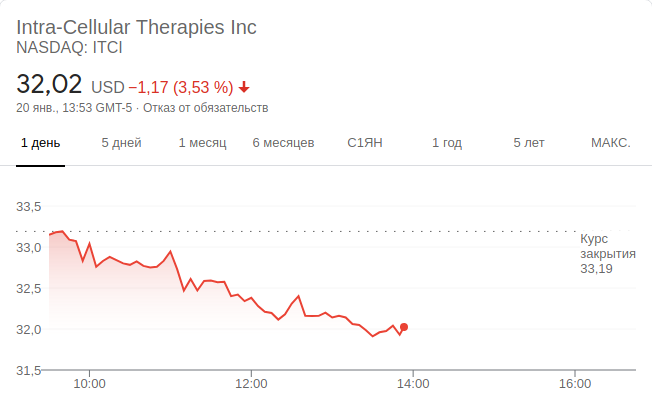 Intra-Cellular Therapies Inc
NASDAQ: ITCI
32,02 USD −1,17 (3,53 %)
20 янв., 13:53 GMT-5 · Отказ от обязательств
1 день 5 дней 1 месяц 6 месяцев С1ЯН 1 год 5 лет МАКС.
33,5
33,0
32,5
32,0
31,5
Курс
закрытия
33,19
10:00 12:00 14:00 16:00